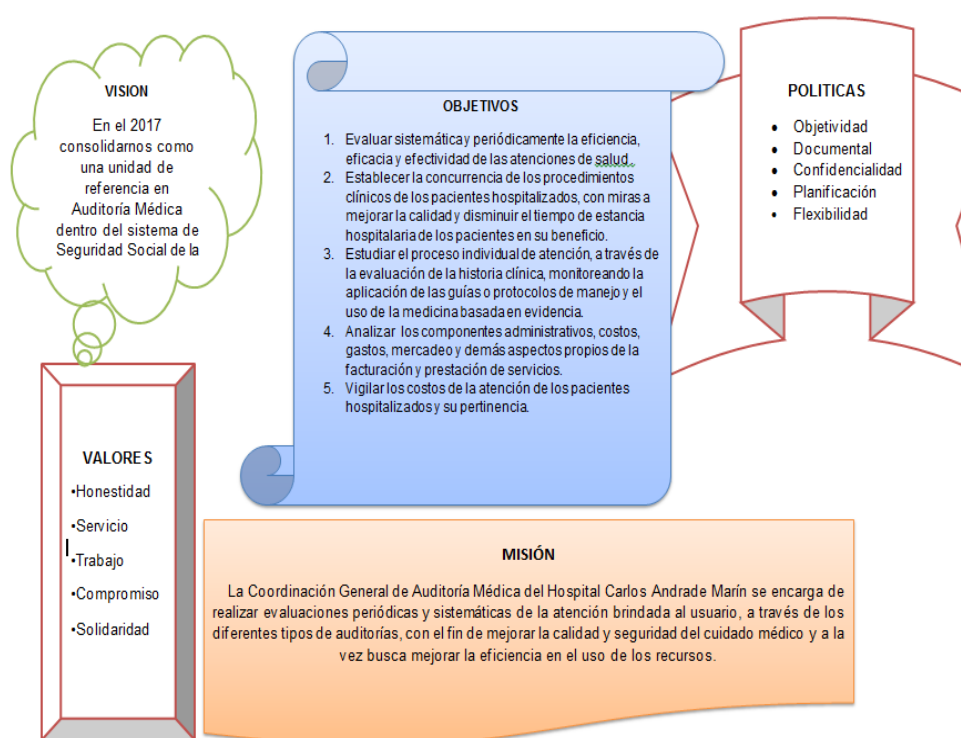 VISION
En el 2017
consolidarnos como
una unidad de
referencia en
Auditoría Médica
dentro del sistema de
Seguridad Social de la
OBJETIVOS
1. Evaluar sistemática y periódicamente la eficiencia,
eficacia y efectividad de las atenciones de salud.
2. Establecer la concurrencia de los procedimientos
clínicos de los pacientes hospitalizados, con miras a
mejorar la calidad y disminuir el tiempo de estancia
hospitalaria de los pacientes en su beneficio.
3. Estudiar el proceso individual de atención, a través de
la evaluación de la historia clínica, monitoreando la
aplicación de las guías o protocolos de manejo y el
uso de la medicina basada en evidencia.
4. Analizar los componentes administrativos, costos,
gastos, mercadeo y demás aspectos propios de la
facturación y prestación de servicios.
5. Vigilar los costos de la atención de los pacientes
hospitalizados y su pertinencia.
POLITICAS
• Objetividad
• Documental
• Confidencialidad
• Planificación
• Flexibilidad
VALORES
•Honestidad
•Servicio
•Trabajo
•Compromiso
•Solidaridad
MISIÓN
La Coordinación General de Auditoría Médica del Hospital Carlos Andrade Marín se encarga de
realizar evaluaciones periódicas y sistemáticas de la atención brindada al usuario, a través de los
diferentes tipos de auditorías, con el fin de mejorar la calidad y seguridad del cuidado médico y a la
vez busca mejorar la eficiencia en el uso de los recursos.